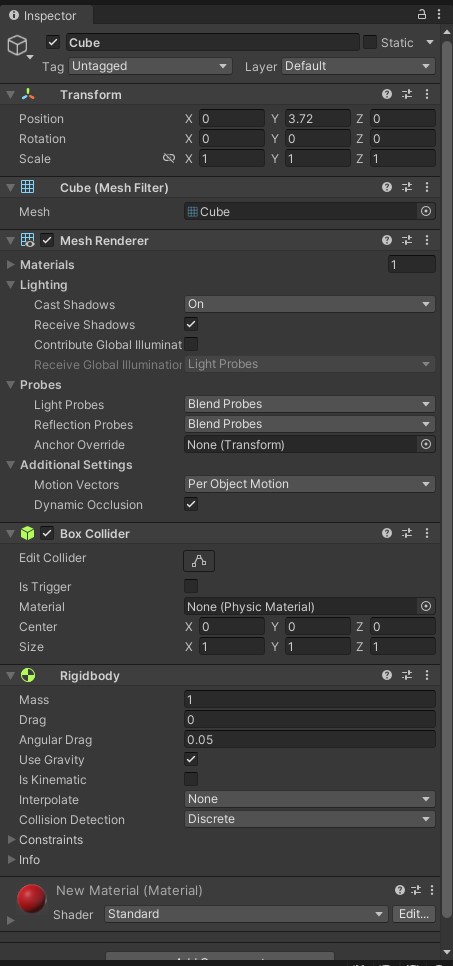 Inspector
Cube Static
Tag Untagged Layer Default
Transform
Position X 0 Y 3.72 Z 0
Rotation X 0 Y 0 Z 0
Scale X 1 Y 1 Z 1
Cube (Mesh Filter)
Mesh Cube
Mesh Renderer
Materials 1
Lighting
Cast Shadows On
Receive Shadows
Contribute Global Illuminat
Receive Global Illumination Light Probes
Probes
Light Probes Blend Probes
Reflection Probes Blend Probes
Anchor Override None (Transform)
Additional Settings
Motion Vectors Per Object Motion
Dynamic Occlusion
Box Collider
Edit Collider
Is Trigger
Material None (Physic Material)
Center X 0 Y 0 Z 0
Size X 1 Y 1 Z 1
Rigidbody
Mass 1
Drag 0
Angular Drag 0.05
Use Gravity
Is Kinematic
Interpolate None
Collision Detection Discrete
Constraints
Info
New Material (Material)
Shader Standard Edit...